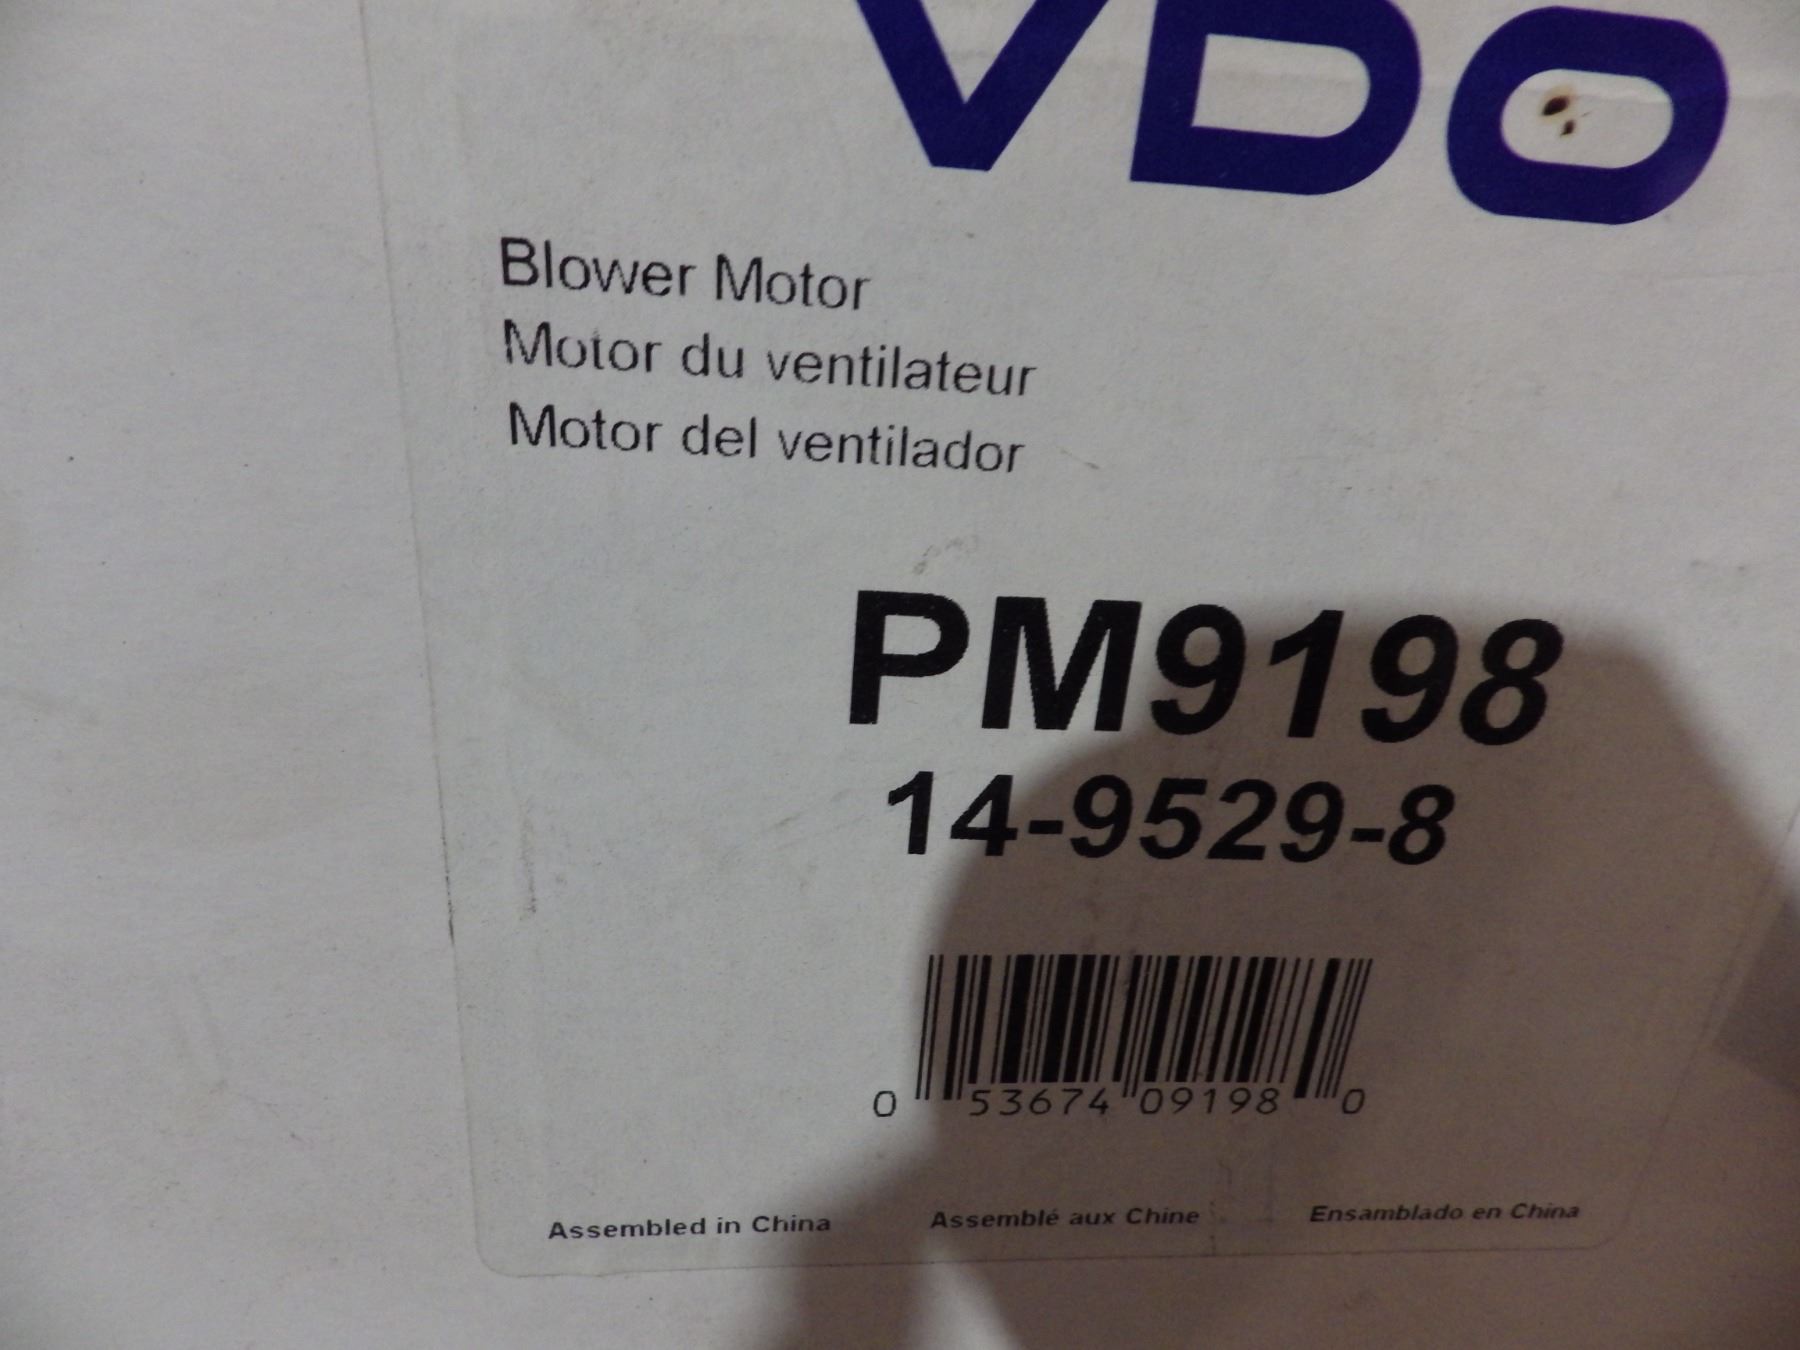 VDO
Blower Motor
Motor du ventilateur
Motor del ventilador
PM9198
14-9529-8
0 53674 09198 0
Assembled in China Assemblé aux Chine Ensamblado en China